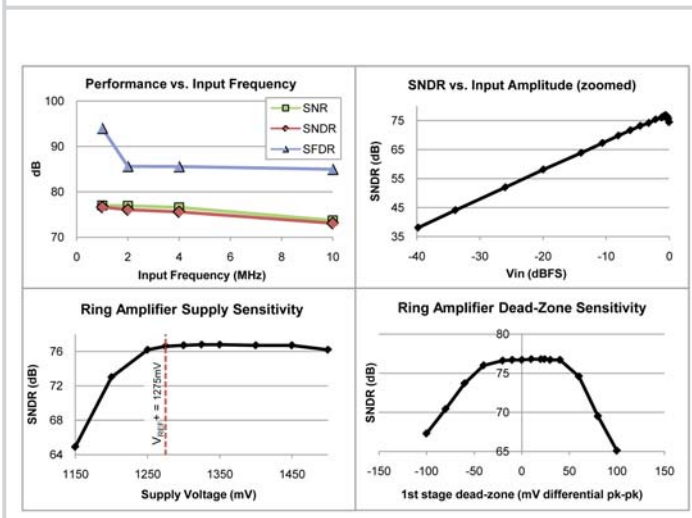 Performance vs. Input Frequency
100
90
80
70
dB
SNR
SNDR
SFDR
0 2 4 6 8 10
Input Frequency (MHz)
SNDR vs. Input Amplitude (zoomed)
75
65
55
45
35
SNDR (dB)
-40 -30 -20 -10 0
Vin (dBFS)
Ring Amplifier Supply Sensitivity
76
72
68
64
SNDR (dB)
VREF+ = 1275mV
1150 1250 1350 1450
Supply Voltage (mV)
Ring Amplifier Dead-Zone Sensitivity
80
75
70
65
SNDR (dB)
-150 -100 -50 0 50 100 150
1st stage dead-zone (mV differential pk-pk)